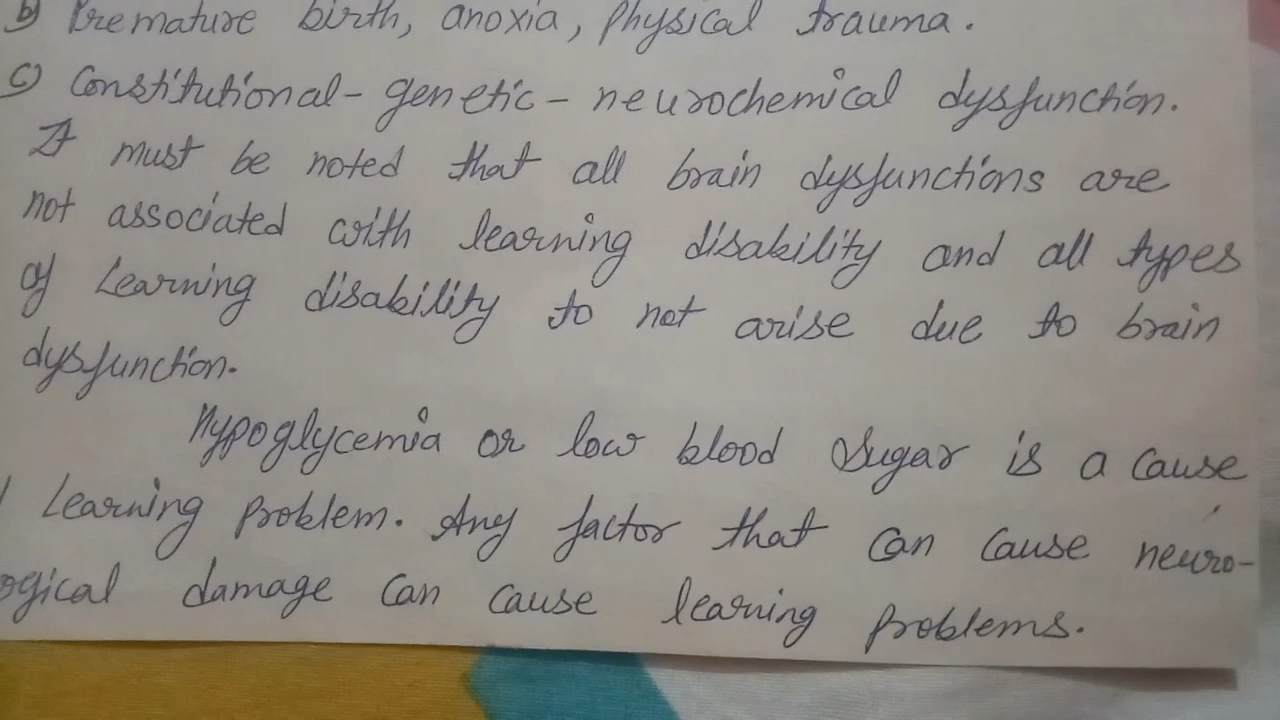 b) Premature birth, anoxia, physical trauma.
c) Constitutional - genetic - neurochemical dysfunction.
It must be noted that all brain dysfunctions are
not associated with learning disability and all types
of Learning disability to not arise due to brain
dysfunction.
Hypoglycemia or low blood Sugar is a cause
Learning problem. Any factor that can cause neuro-
ogical damage can cause learning problems.